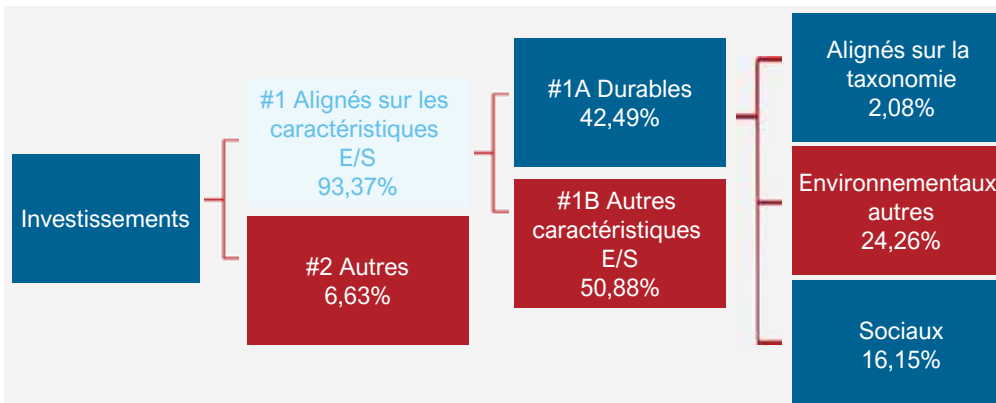 Investissements
#1 Alignés sur les
caractéristiques
E/S
93,37%
#2 Autres
6,63%
#1A Durables
42,49%
#1B Autres
caractéristiques
E/S
50,88%
Alignés sur la
taxonomie
2,08%
Environnementaux
autres
24,26%
Sociaux
16,15%